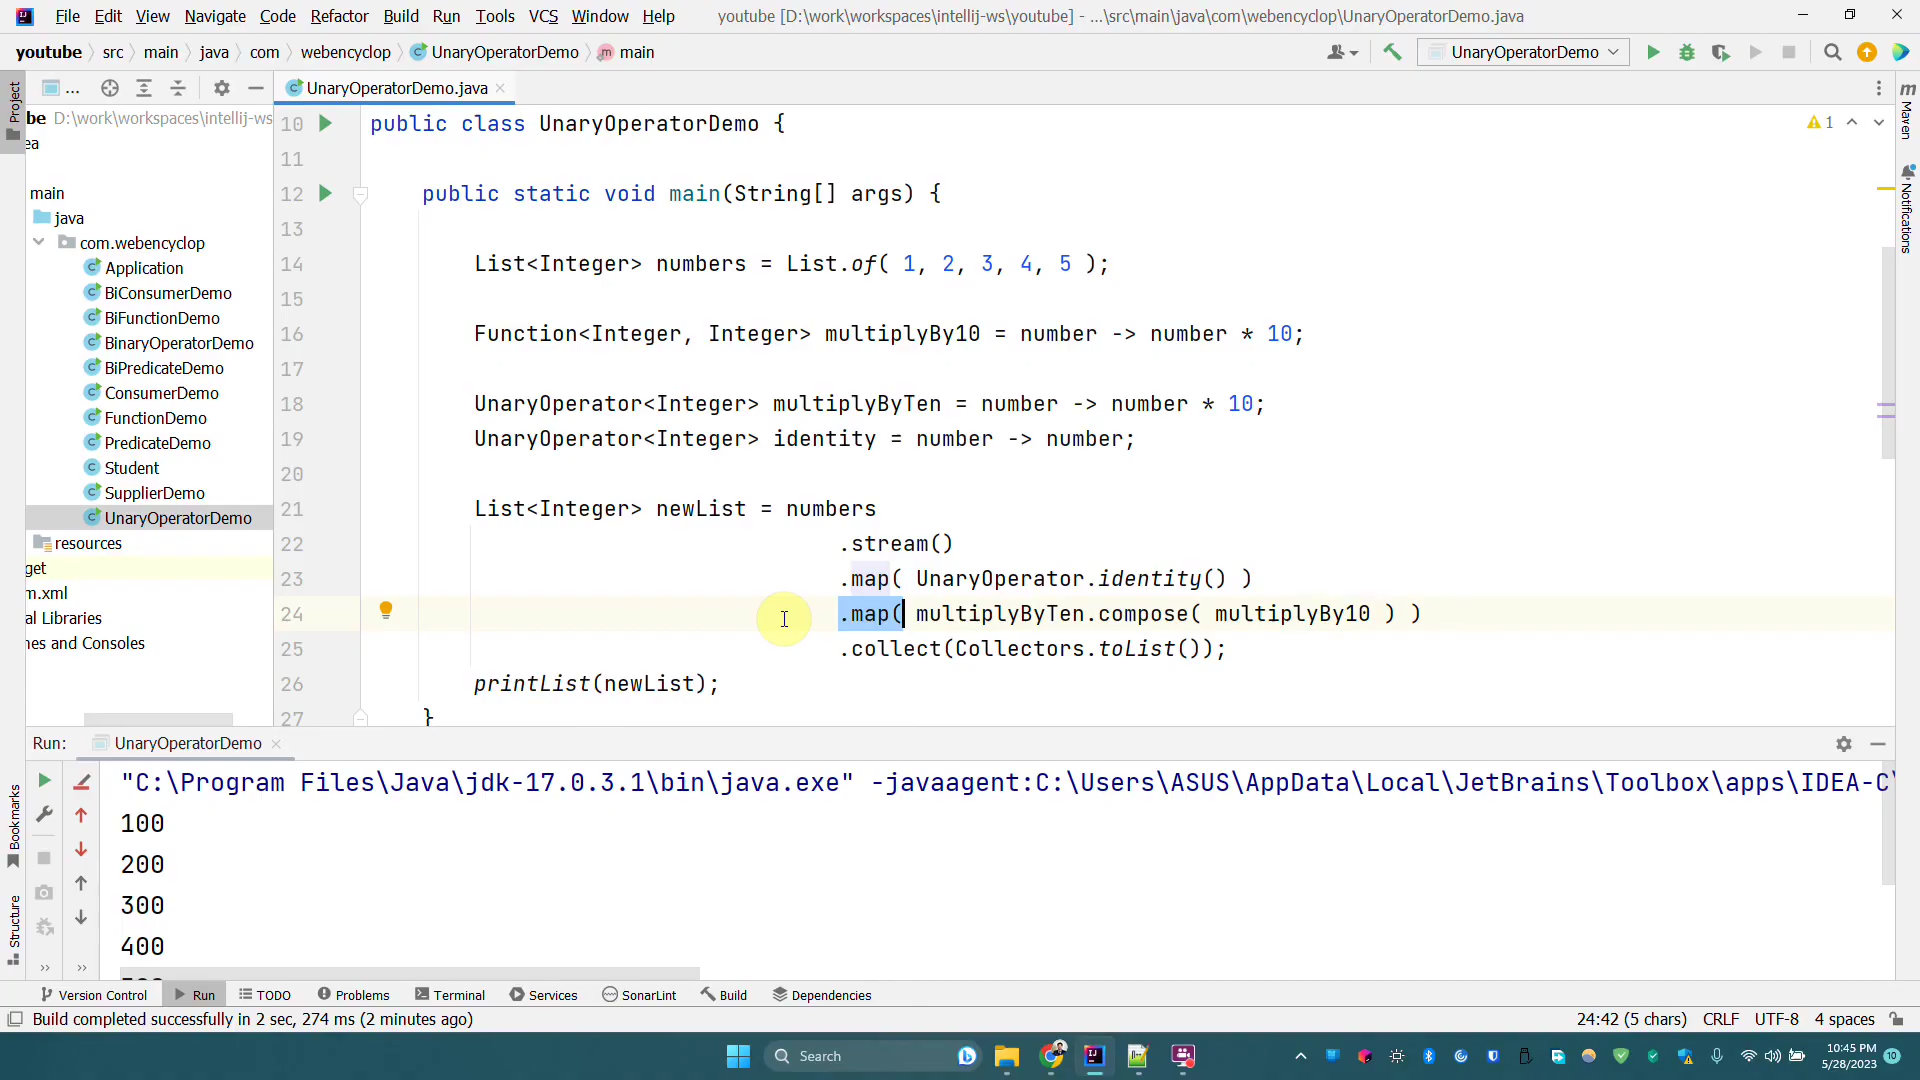 File Edit View Navigate Code Refactor Build Run Tools VCS Window Help youtube [D:\work\workspaces\intellij-ws\youtube] - ...\src\main\java\com\webencyclop\UnaryOperatorDemo.java
youtube src main java com webencyclop UnaryOperatorDemo main UnaryOperatorDemo
Project ... UnaryOperatorDemo.java
be D:\work\workspaces\intellij-ws
ea
main
java
com.webencyclop
Application
BiConsumerDemo
BiFunctionDemo
BinaryOperatorDemo
BiPredicateDemo
ConsumerDemo
FunctionDemo
PredicateDemo
Student
SupplierDemo
UnaryOperatorDemo
resources
get
m.xml
al Libraries
nes and Consoles
10 public class UnaryOperatorDemo {
11
12 public static void main(String[] args) {
13
14 List<Integer> numbers = List.of( 1, 2, 3, 4, 5 );
15
16 Function<Integer, Integer> multiplyBy10 = number -> number * 10;
17
18 UnaryOperator<Integer> multiplyByTen = number -> number * 10;
19 UnaryOperator<Integer> identity = number -> number;
20
21 List<Integer> newList = numbers
22 .stream()
23 .map( UnaryOperator.identity() )
24 .map( multiplyByTen.compose( multiplyBy10 ) )
25 .collect(Collectors.toList());
26 printList(newList);
27 }
1
m Maven
Notifications
Run: UnaryOperatorDemo
"C:\Program Files\Java\jdk-17.0.3.1\bin\java.exe" -javaagent:C:\Users\ASUS\AppData\Local\JetBrains\Toolbox\apps\IDEA-C\
100
200
300
400
Bookmarks
Structure
Version Control Run TODO Problems Terminal Services SonarLint Build Dependencies
Build completed successfully in 2 sec, 274 ms (2 minutes ago) 24:42 (5 chars) CRLF UTF-8 4 spaces
Search
10:45 PM
5/28/2023
10